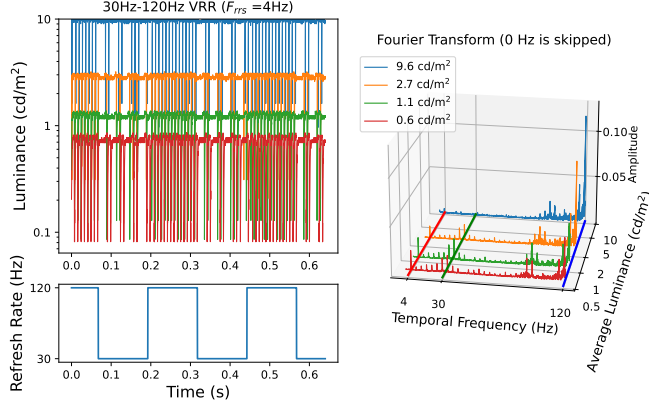 30Hz-120Hz VRR (F_rrs =4Hz)
Luminance (cd/m²)
10
1
0.1
0.0 0.1 0.2 0.3 0.4 0.5 0.6
Refresh Rate (Hz)
120
30
0.0 0.1 0.2 0.3 0.4 0.5 0.6
Time (s)
Fourier Transform (0 Hz is skipped)
9.6 cd/m²
2.7 cd/m²
1.1 cd/m²
0.6 cd/m²
0.10
0.05
Amplitude
10
5
2
1
0.5
Average Luminance (cd/m²)
4
30
120
Temporal Frequency (Hz)